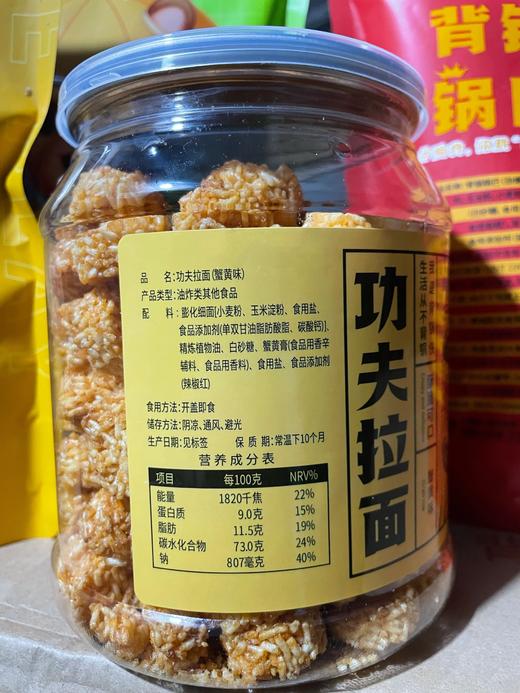 背
锅
品 名:功夫拉面(蟹黄味)
产品类型:油炸类其他食品
配 料:膨化细面[小麦粉、玉米淀粉、食用盐、
食品添加剂(单双甘油脂肪酸酯、碳酸钙)]、
精炼植物油、白砂糖、蟹黄膏(食品用香辛
辅料、食品用香料)、食用盐、食品添加剂
(辣椒红)
食用方法:开盖即食
储存方法:阴凉、通风、避光
生产日期:见标签 保 质 期:常温下10个月
营养成分表
项目 每100克 NRV%
能量 1820千焦 22%
蛋白质 9.0克 15%
脂肪 11.5克 19%
碳水化合物 73.0克 24%
钠 807毫克 40%
功夫拉面
生活从不易